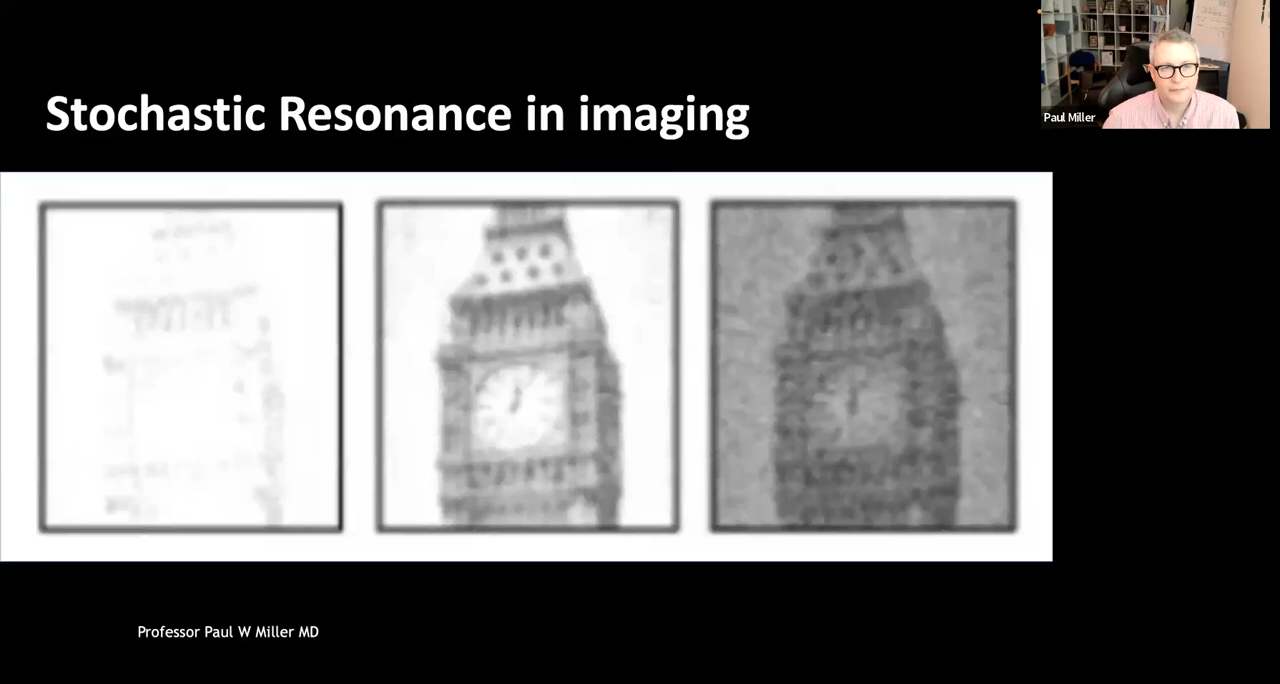 Stochastic Resonance in imaging
Paul Miller
Professor Paul W Miller MD